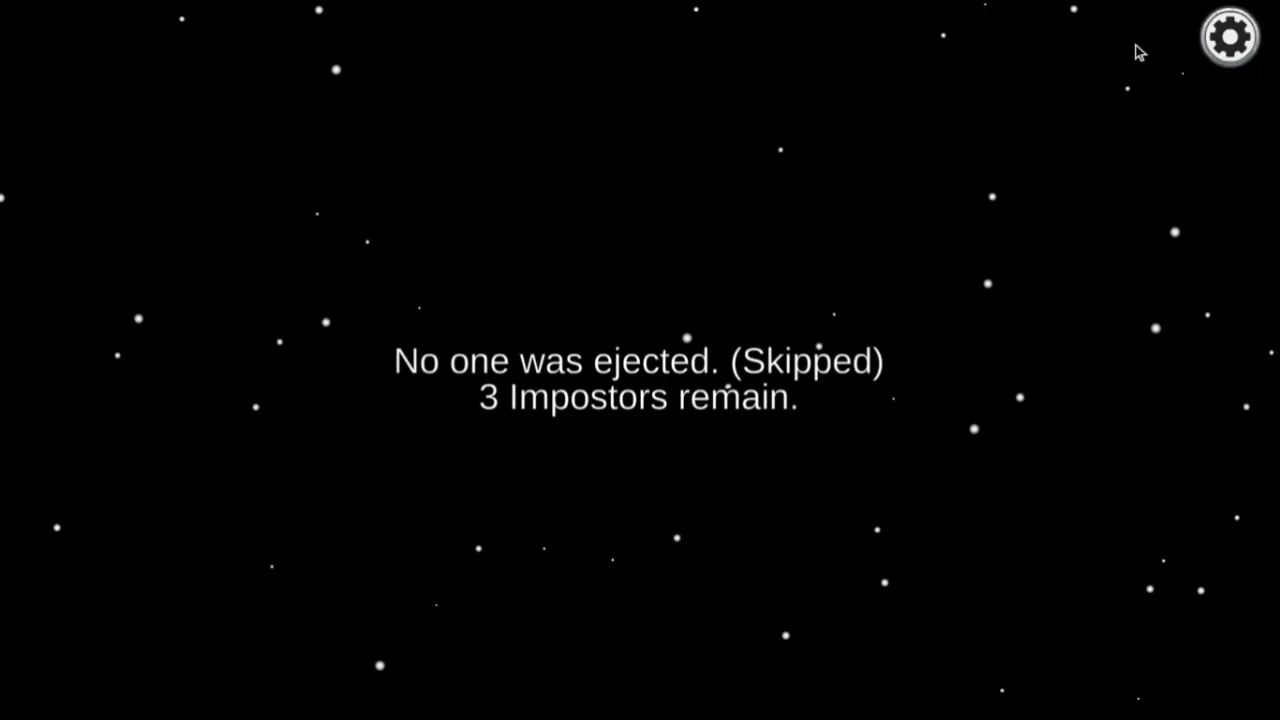 No one was ejected. (Skipped)
3 Impostors remain.